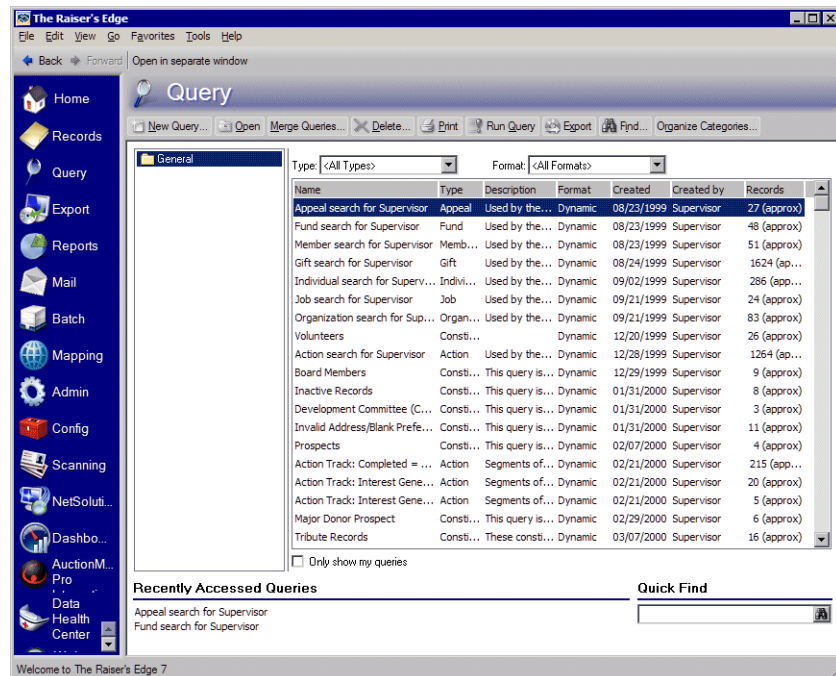 The Raiser's Edge
File Edit View Go Favorites Tools Help
Back Forward Open in separate window
Query
New Query... Open Merge Queries... Delete... Print Run Query Export Find... Organize Categories...
Home
Records
Query
Export
Reports
Mail
Batch
Mapping
Admin
Config
Scanning
NetSoluti...
Dashbo...
AuctionM...
Pro
Data
Health
Center
General
Type: <All Types> Format: <All Formats>
Name Type Description Format Created Created by Records
Appeal search for Supervisor Appeal Used by the... Dynamic 08/23/1999 Supervisor 27 (approx)
Fund search for Supervisor Fund Used by the... Dynamic 08/23/1999 Supervisor 48 (approx)
Member search for Supervisor Memb... Used by the... Dynamic 08/23/1999 Supervisor 51 (approx)
Gift search for Supervisor Gift Used by the... Dynamic 08/24/1999 Supervisor 1624 (ap...
Individual search for Superv... Indivi... Used by the... Dynamic 09/02/1999 Supervisor 286 (app...
Job search for Supervisor Job Used by the... Dynamic 09/21/1999 Supervisor 24 (approx)
Organization search for Sup... Organ... Used by the... Dynamic 09/21/1999 Supervisor 83 (approx)
Volunteers Consti... Dynamic 12/20/1999 Supervisor 26 (approx)
Action search for Supervisor Action Used by the... Dynamic 12/28/1999 Supervisor 1264 (ap...
Board Members Consti... This query is... Dynamic 12/29/1999 Supervisor 9 (approx)
Inactive Records Consti... This query is... Dynamic 01/31/2000 Supervisor 8 (approx)
Development Committee (C... Consti... This query is... Dynamic 01/31/2000 Supervisor 3 (approx)
Invalid Address/Blank Prefe... Consti... This query is... Dynamic 01/31/2000 Supervisor 11 (approx)
Prospects Consti... This query is... Dynamic 02/07/2000 Supervisor 4 (approx)
Action Track: Completed = ... Action Segments of... Dynamic 02/21/2000 Supervisor 215 (app...
Action Track: Interest Gene... Action Segments of... Dynamic 02/21/2000 Supervisor 20 (approx)
Action Track: Interest Gene... Action Segments of... Dynamic 02/21/2000 Supervisor 5 (approx)
Major Donor Prospect Consti... This query is... Dynamic 02/29/2000 Supervisor 6 (approx)
Tribute Records Consti... These consti... Dynamic 03/07/2000 Supervisor 16 (approx)
Only show my queries
Recently Accessed Queries Quick Find
Appeal search for Supervisor
Fund search for Supervisor
Welcome to The Raiser's Edge 7